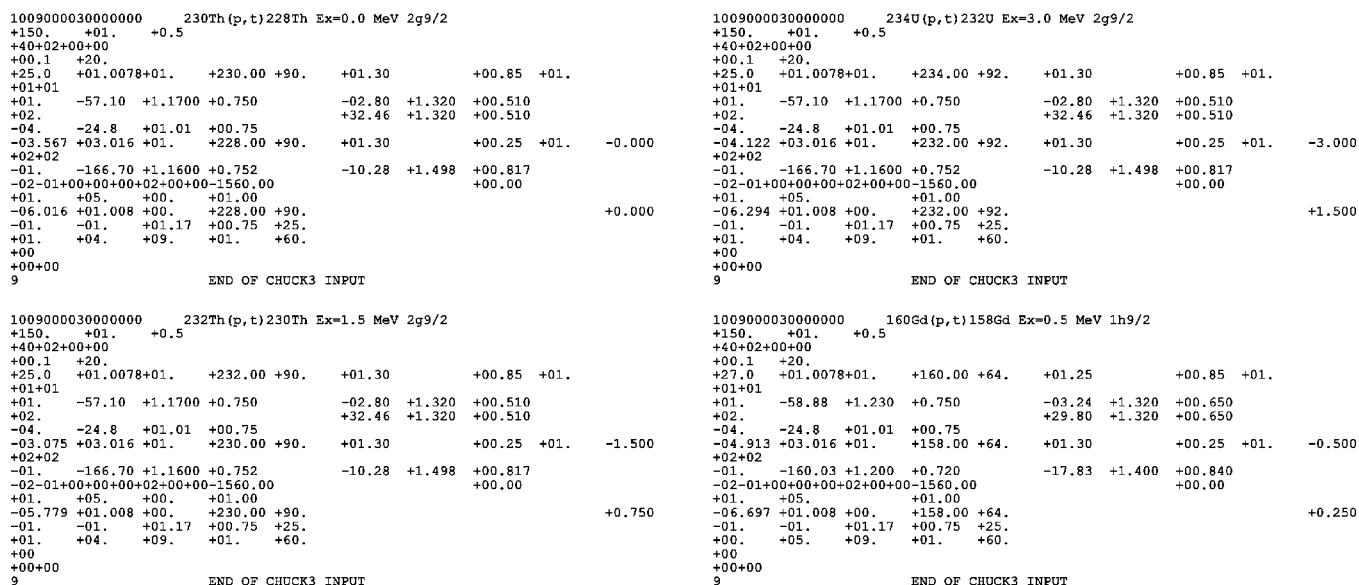 1009000030000000      230Th(p,t)228Th Ex=0.0 MeV 2g9/2
+150.   +01.    +0.5
+40+02+00+00
+00.1   +20.
+25.0   +01.0078+01.    +230.00 +90.    +01.30          +00.85  +01.
+01+01
+01.    -57.10  +1.1700 +0.750          -02.80  +1.320  +00.510
+02.                                    +32.46  +1.320  +00.510
-04.    -24.8   +01.01  +00.75
-03.567 +03.016 +01.    +228.00 +90.    +01.30          +00.25  +01.    -0.000
+02+02
-01.    -166.70 +1.1600 +0.752          -10.28  +1.498  +00.817
-02-01+00+00+00+02+00+00-1560.00                        +00.00
+01.    +05.    +00.    +01.00
-06.016 +01.008 +00.    +228.00 +90.                                    +0.000
-01.    -01.    +01.17  +00.75  +25.
+01.    +04.    +09.    +01.    +60.
+00
+00+00
9                       END OF CHUCK3 INPUT
1009000030000000      232Th(p,t)230Th Ex=1.5 MeV 2g9/2
+150.   +01.    +0.5
+40+02+00+00
+00.1   +20.
+25.0   +01.0078+01.    +232.00 +90.    +01.30          +00.85  +01.
+01+01
+01.    -57.10  +1.1700 +0.750          -02.80  +1.320  +00.510
+02.                                    +32.46  +1.320  +00.510
-04.    -24.8   +01.01  +00.75
-03.075 +03.016 +01.    +230.00 +90.    +01.30          +00.25  +01.    -1.500
+02+02
-01.    -166.70 +1.1600 +0.752          -10.28  +1.498  +00.817
-02-01+00+00+00+02+00+00-1560.00                        +00.00
+01.    +05.    +00.    +01.00
-05.779 +01.008 +00.    +230.00 +90.                                    +0.750
-01.    -01.    +01.17  +00.75  +25.
+01.    +04.    +09.    +01.    +60.
+00
+00+00
9                       END OF CHUCK3 INPUT
1009000030000000      234U(p,t)232U Ex=3.0 MeV 2g9/2
+150.   +01.    +0.5
+40+02+00+00
+00.1   +20.
+25.0   +01.0078+01.    +234.00 +92.    +01.30          +00.85  +01.
+01+01
+01.    -57.10  +1.1700 +0.750          -02.80  +1.320  +00.510
+02.                                    +32.46  +1.320  +00.510
-04.    -24.8   +01.01  +00.75
-04.122 +03.016 +01.    +232.00 +92.    +01.30          +00.25  +01.    -3.000
+02+02
-01.    -166.70 +1.1600 +0.752          -10.28  +1.498  +00.817
-02-01+00+00+00+02+00+00-1560.00                        +00.00
+01.    +05.    +00.    +01.00
-06.294 +01.008 +00.    +232.00 +92.                                    +1.500
-01.    -01.    +01.17  +00.75  +25.
+01.    +04.    +09.    +01.    +60.
+00
+00+00
9                       END OF CHUCK3 INPUT
1009000030000000      160Gd(p,t)158Gd Ex=0.5 MeV 1h9/2
+150.   +01.    +0.5
+40+02+00+00
+00.1   +20.
+27.0   +01.0078+01.    +160.00 +64.    +01.25          +00.85  +01.
+01+01
+01.    -58.88  +1.230  +0.750          -03.24  +1.320  +00.650
+02.                                    +29.80  +1.320  +00.650
-04.    -24.8   +01.01  +00.75
-04.913 +03.016 +01.    +158.00 +64.    +01.30          +00.25  +01.    -0.500
+02+02
-01.    -160.03 +1.200  +0.720          -17.83  +1.400  +00.840
-02-01+00+00+00+02+00+00-1560.00                        +00.00
+01.    +05.            +01.00
-06.697 +01.008 +00.    +158.00 +64.                                    +0.250
-01.    -01.    +01.17  +00.75  +25.
+00.    +05.    +09.    +01.    +60.
+00
+00+00
9                       END OF CHUCK3 INPUT